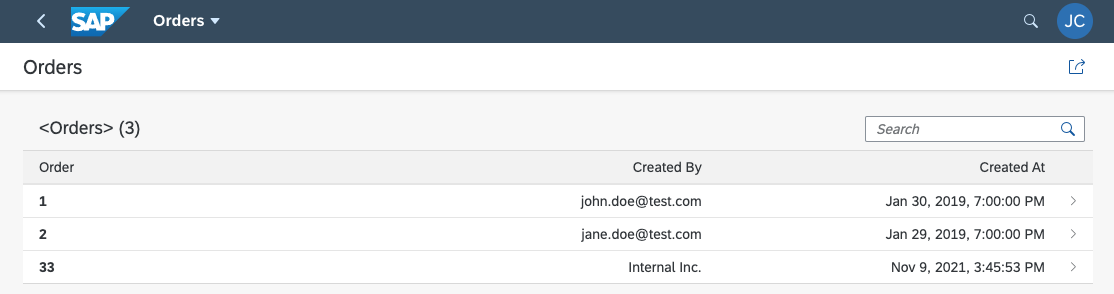 SAP Orders JC
Orders
<Orders> (3) Search
Order Created By Created At
1 john.doe@test.com Jan 30, 2019, 7:00:00 PM
2 jane.doe@test.com Jan 29, 2019, 7:00:00 PM
33 Internal Inc. Nov 9, 2021, 3:45:53 PM